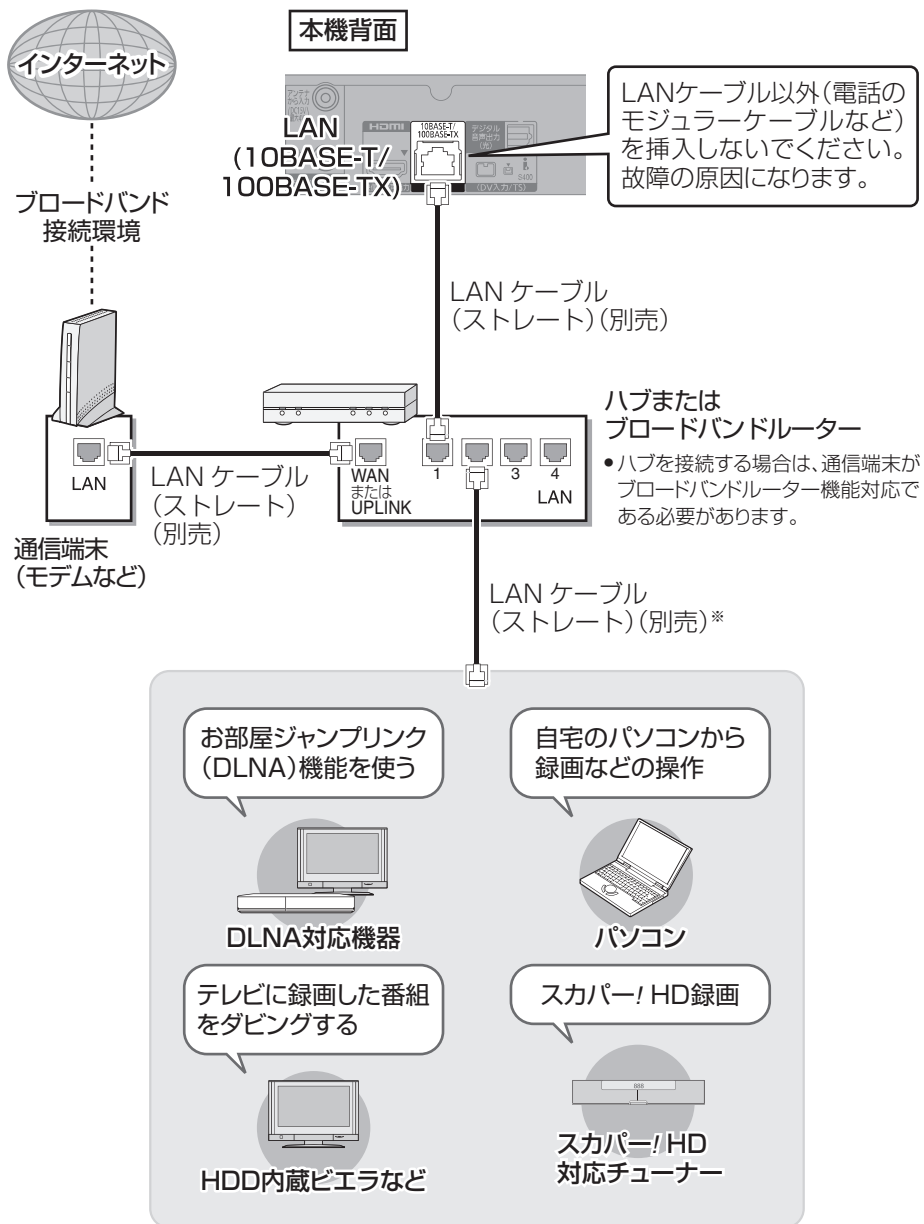 インターネット
本機背面
アンテナ
から入力
HDMI
10BASE-T/
100BASE-TX
デジタル
音声出力
(光)
LAN
(10BASE-T/
100BASE-TX)
(DV入力/TS)
S400
LANケーブル以外(電話の
モジュラーケーブルなど)
を挿入しないでください。
故障の原因になります。
ブロードバンド
接続環境
LAN ケーブル
(ストレート)(別売)
ハブまたは
ブロードバンドルーター
•ハブを接続する場合は、通信端末が
ブロードバンドルーター機能対応で
ある必要があります。
LAN
LAN ケーブル
(ストレート)
(別売)
WAN
または
UPLINK
1
3
4
LAN
通信端末
(モデムなど)
LAN ケーブル
(ストレート)(別売)※
お部屋ジャンプリンク
(DLNA)機能を使う
DLNA対応機器
自宅のパソコンから
録画などの操作
パソコン
テレビに録画した番組
をダビングする
HDD内蔵ビエラなど
スカパー! HD録画
888
スカパー! HD
対応チューナー